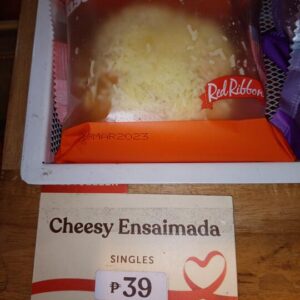 Red Ribbon
MAR2023
Cheesy Ensaimada
SINGLES
₱39